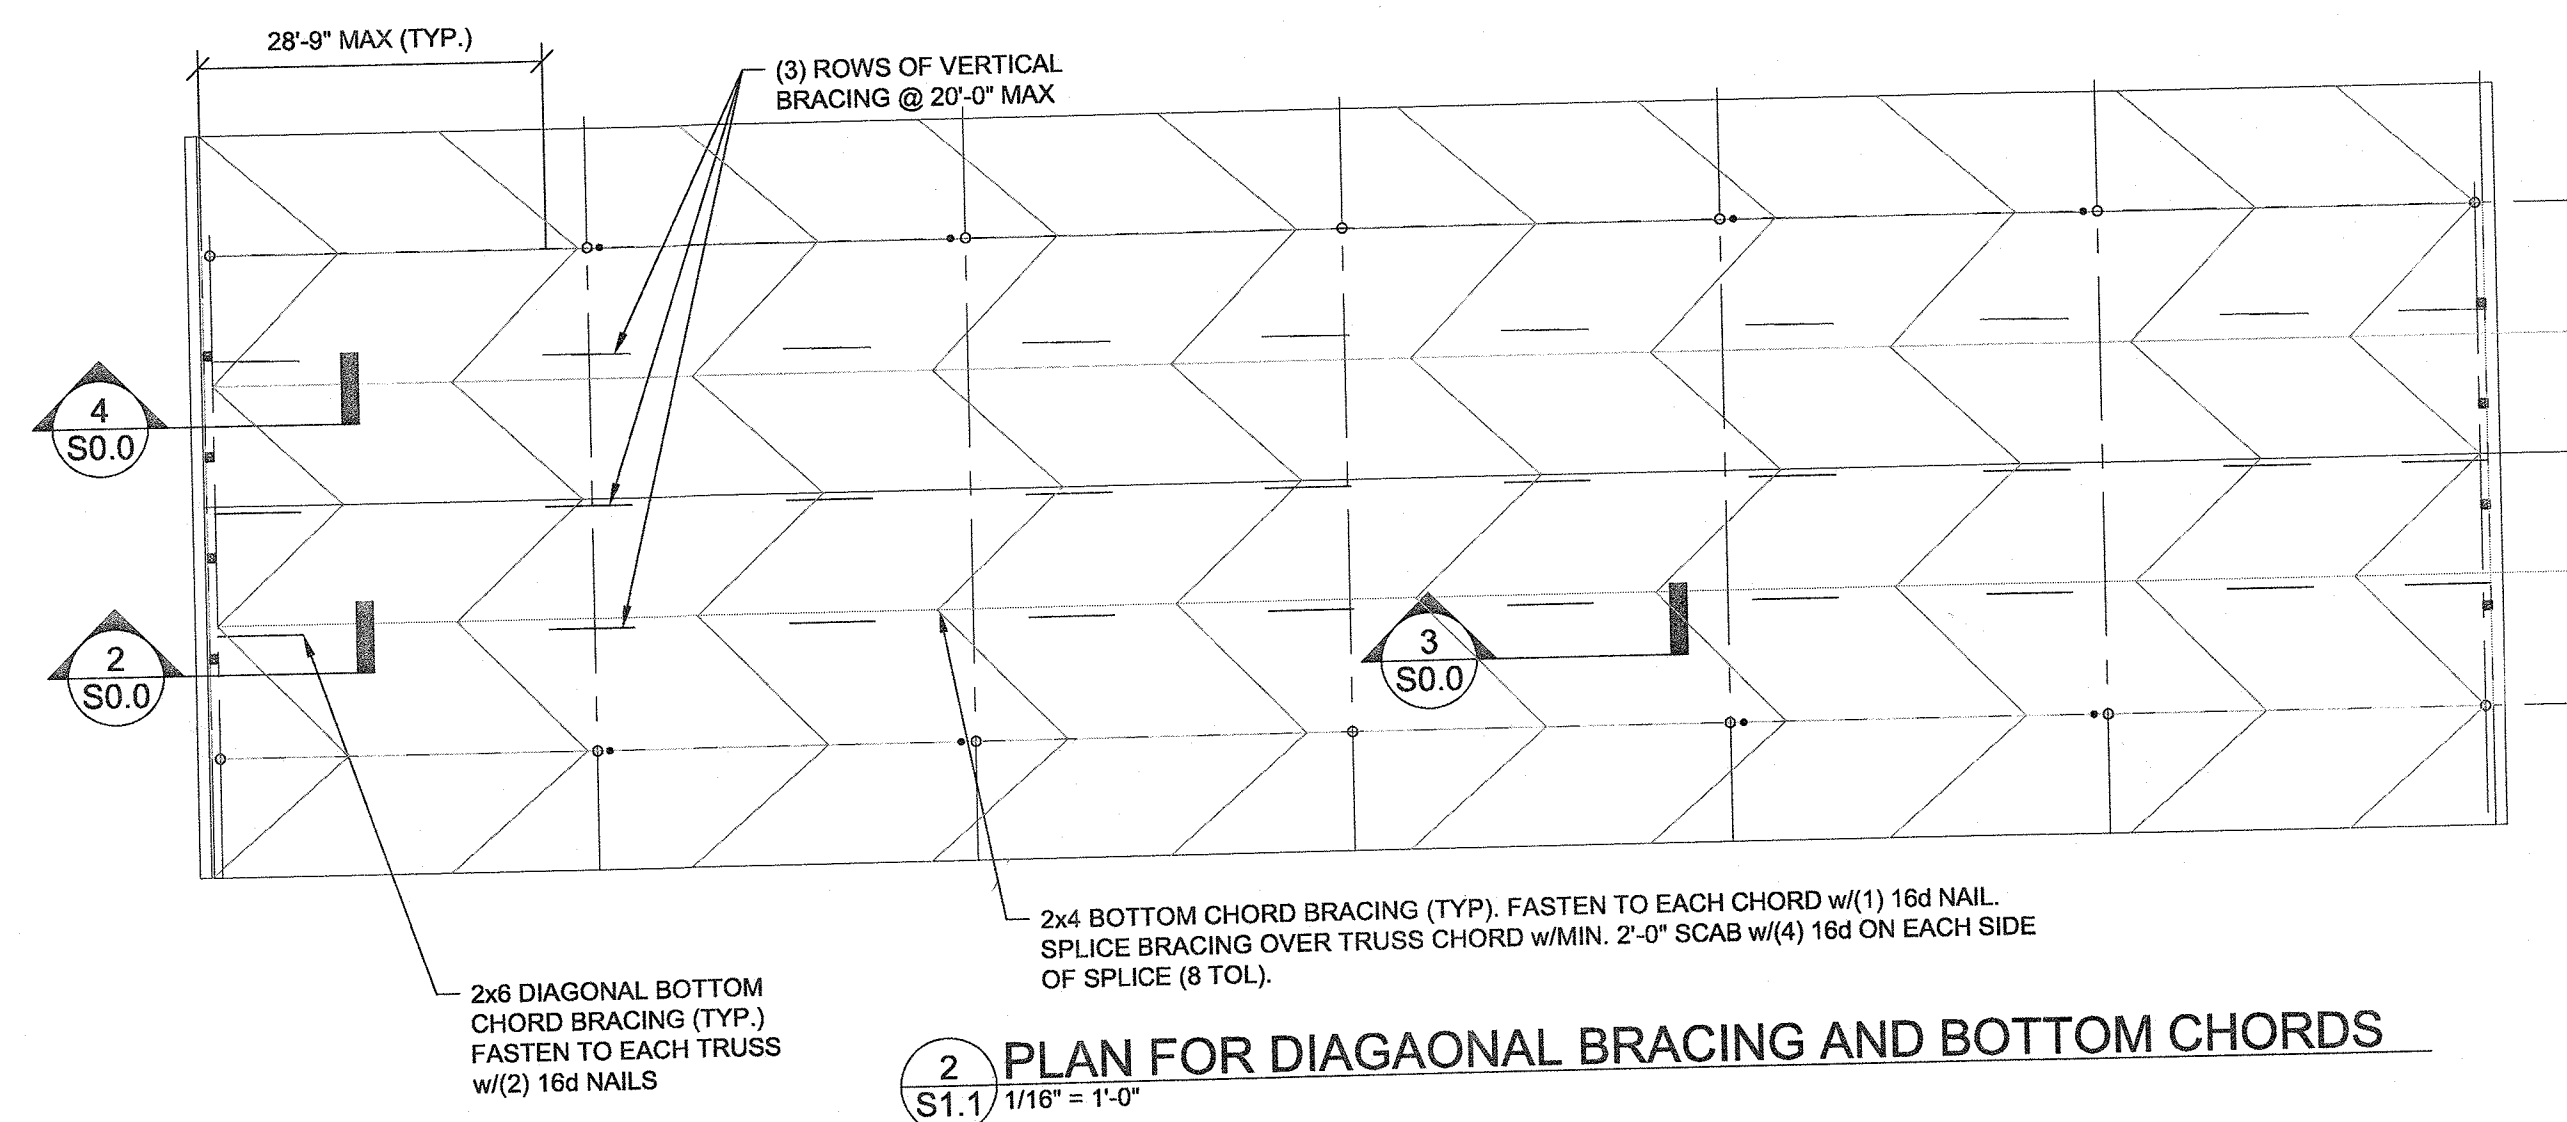 28'-9" MAX (TYP.)
(3) ROWS OF VERTICAL
BRACING @ 20'-0" MAX
4
S0.0
2
S0.0
3
S0.0
2x4 BOTTOM CHORD BRACING (TYP). FASTEN TO EACH CHORD w/(1) 16d NAIL.
SPLICE BRACING OVER TRUSS CHORD w/MIN. 2'-0" SCAB w/(4) 16d ON EACH SIDE
OF SPLICE (8 TOL).
2x6 DIAGONAL BOTTOM
CHORD BRACING (TYP.)
FASTEN TO EACH TRUSS
w/(2) 16d NAILS
2
S1.1
PLAN FOR DIAGAONAL BRACING AND BOTTOM CHORDS
1/16" = 1'-0"